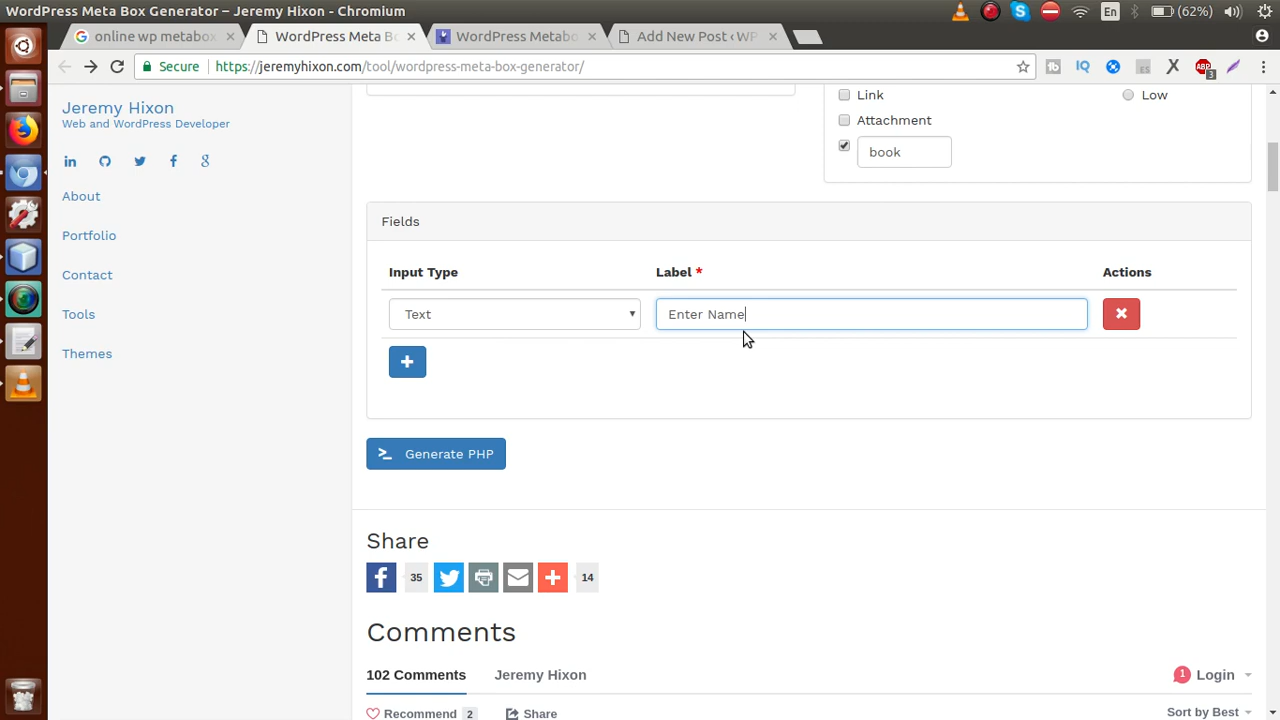 WordPress Meta Box Generator – Jeremy Hixon - Chromium
En
(62%)
online wp metabox
WordPress Meta Bo
WordPress Metabo
Add New Post ‹ WP
Secure
https://jeremyhixon.com/tool/wordpress-meta-box-generator/
3
Jeremy Hixon
Web and WordPress Developer
About
Portfolio
Contact
Tools
Themes
Link
Low
Attachment
book
Fields
Input Type
Label *
Actions
Text
Enter Name
Generate PHP
Share
35
14
Comments
102 Comments
Jeremy Hixon
1
Login
Recommend 2
Share
Sort by Best